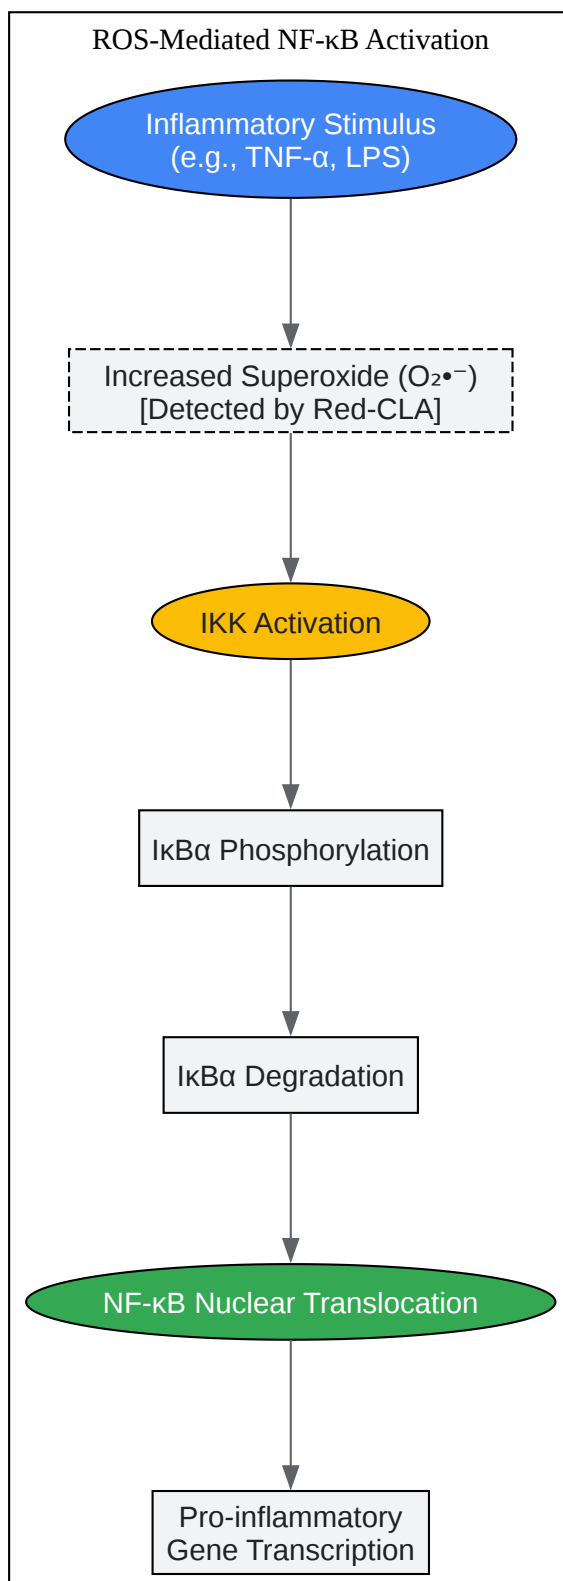 ROS-Mediated NF-κB Activation
Inflammatory Stimulus
(e.g., TNF-α, LPS)
Increased Superoxide (O₂•⁻)
[Detected by Red-CLA]
IKK Activation
IκBα Phosphorylation
IκBα Degradation
NF-κB Nuclear Translocation
Pro-inflammatory
Gene Transcription